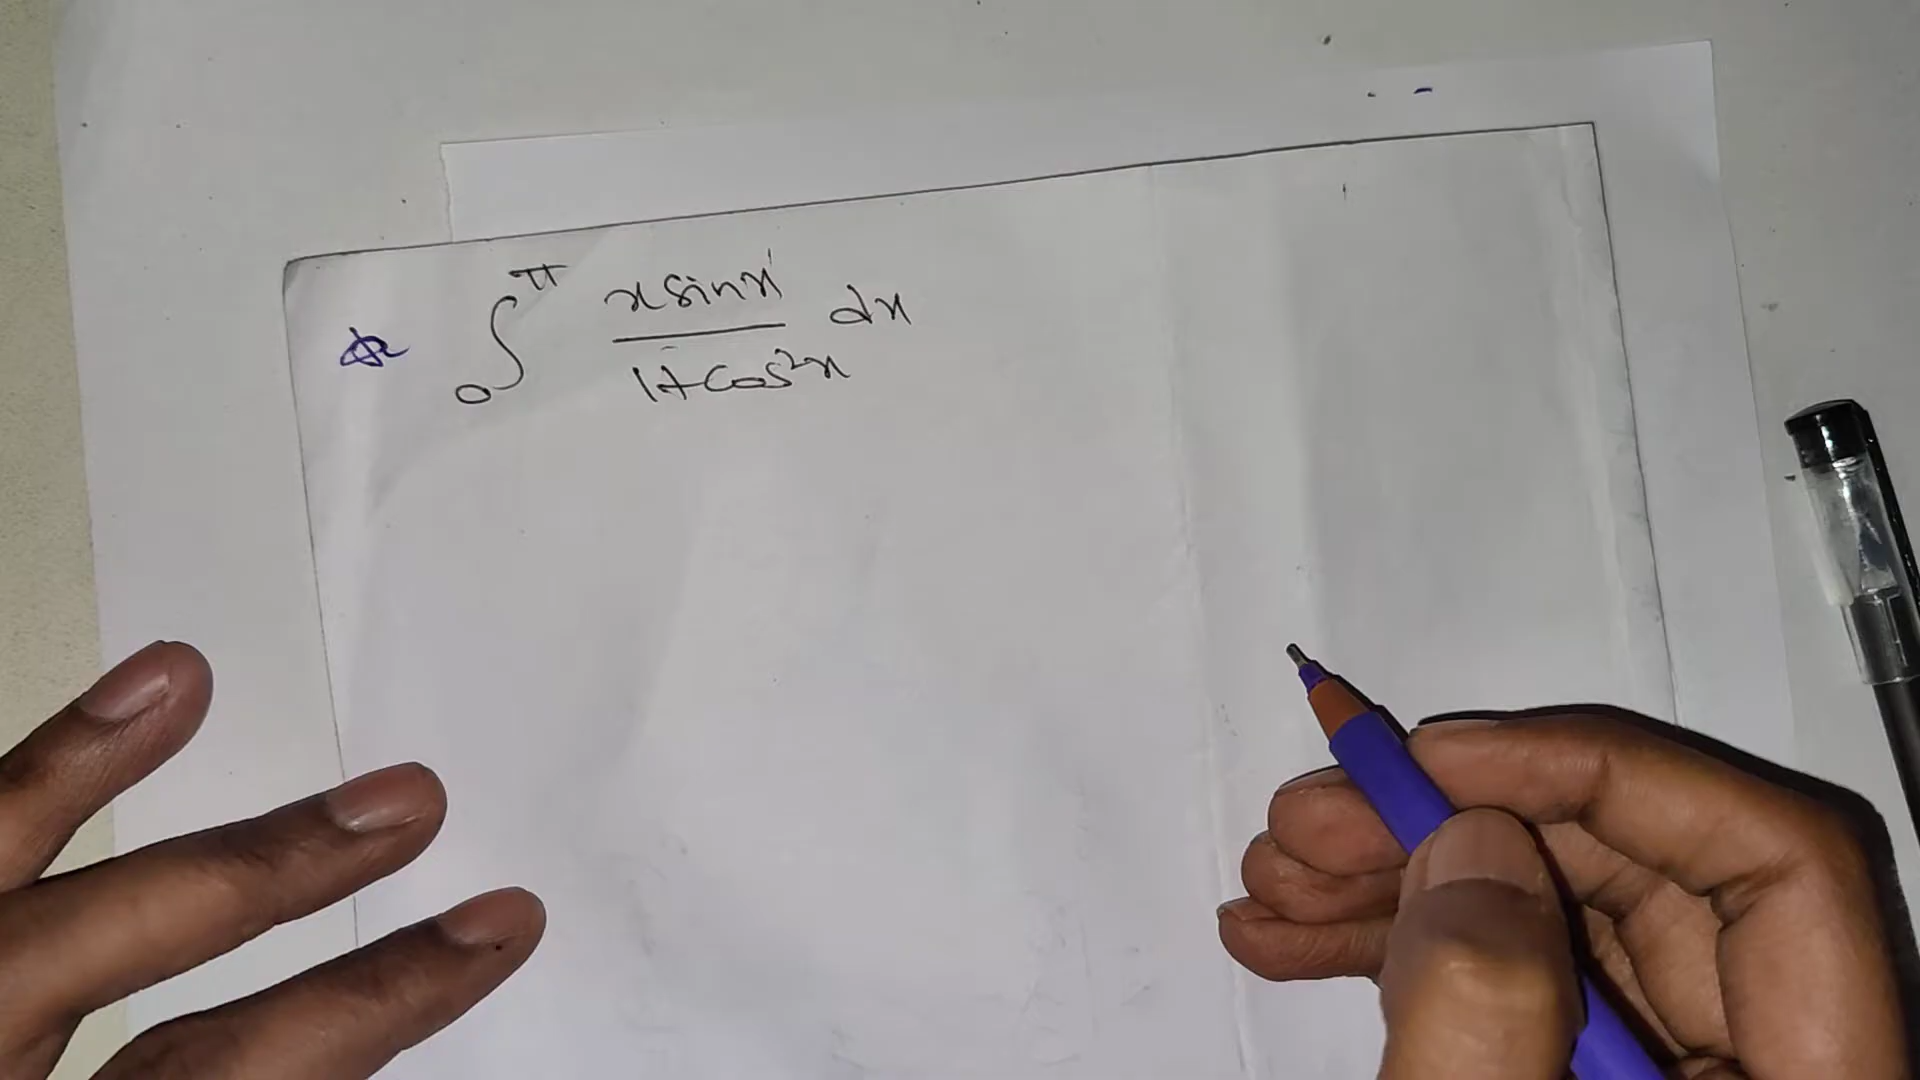 ∫₀^π x sin x / 1+cos²x dx